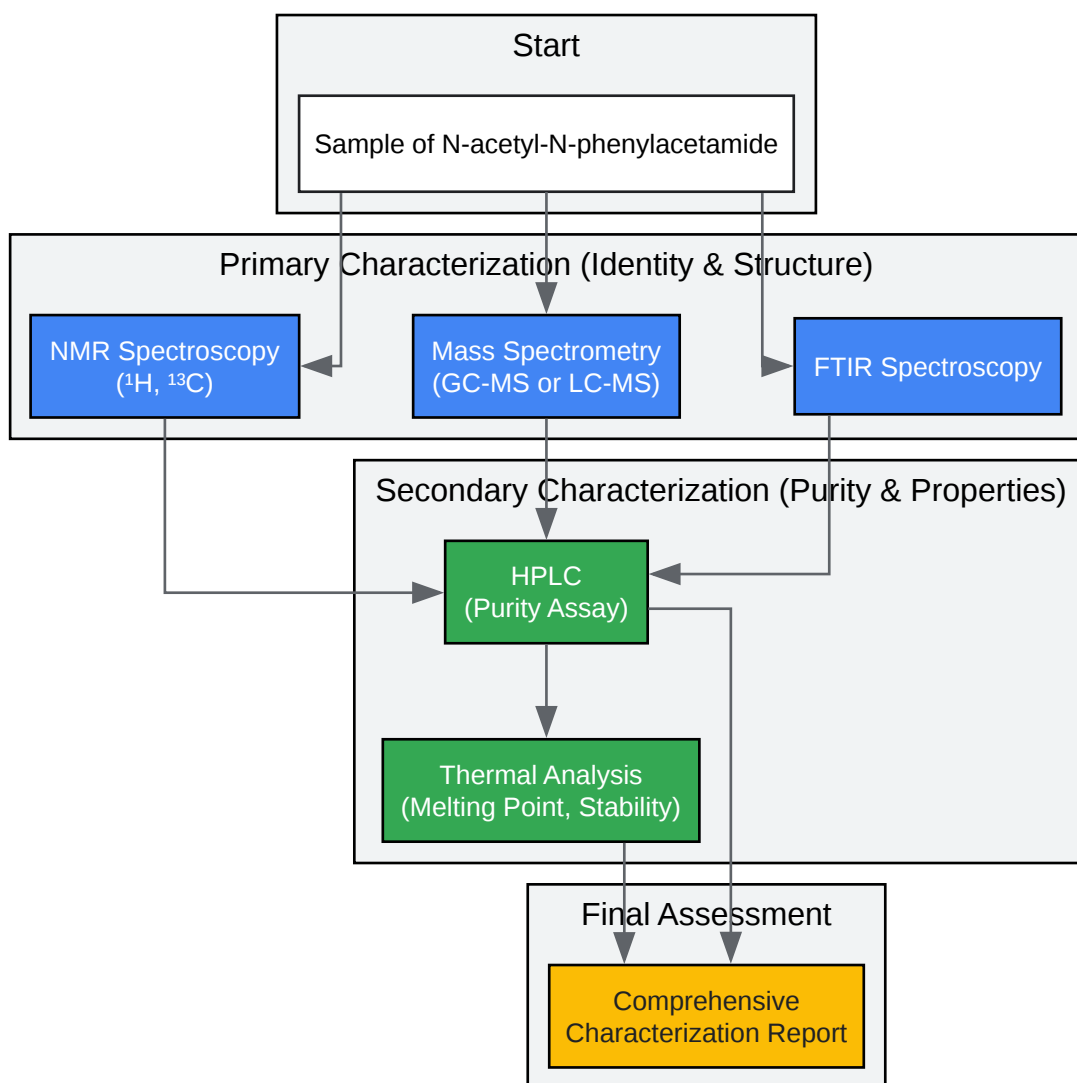 Start
Sample of N-acetyl-N-phenylacetamide
Primary Characterization (Identity & Structure)
NMR Spectroscopy
(¹H, ¹³C)
Mass Spectrometry
(GC-MS or LC-MS)
FTIR Spectroscopy
Secondary Characterization (Purity & Properties)
HPLC
(Purity Assay)
Thermal Analysis
(Melting Point, Stability)
Final Assessment
Comprehensive
Characterization Report